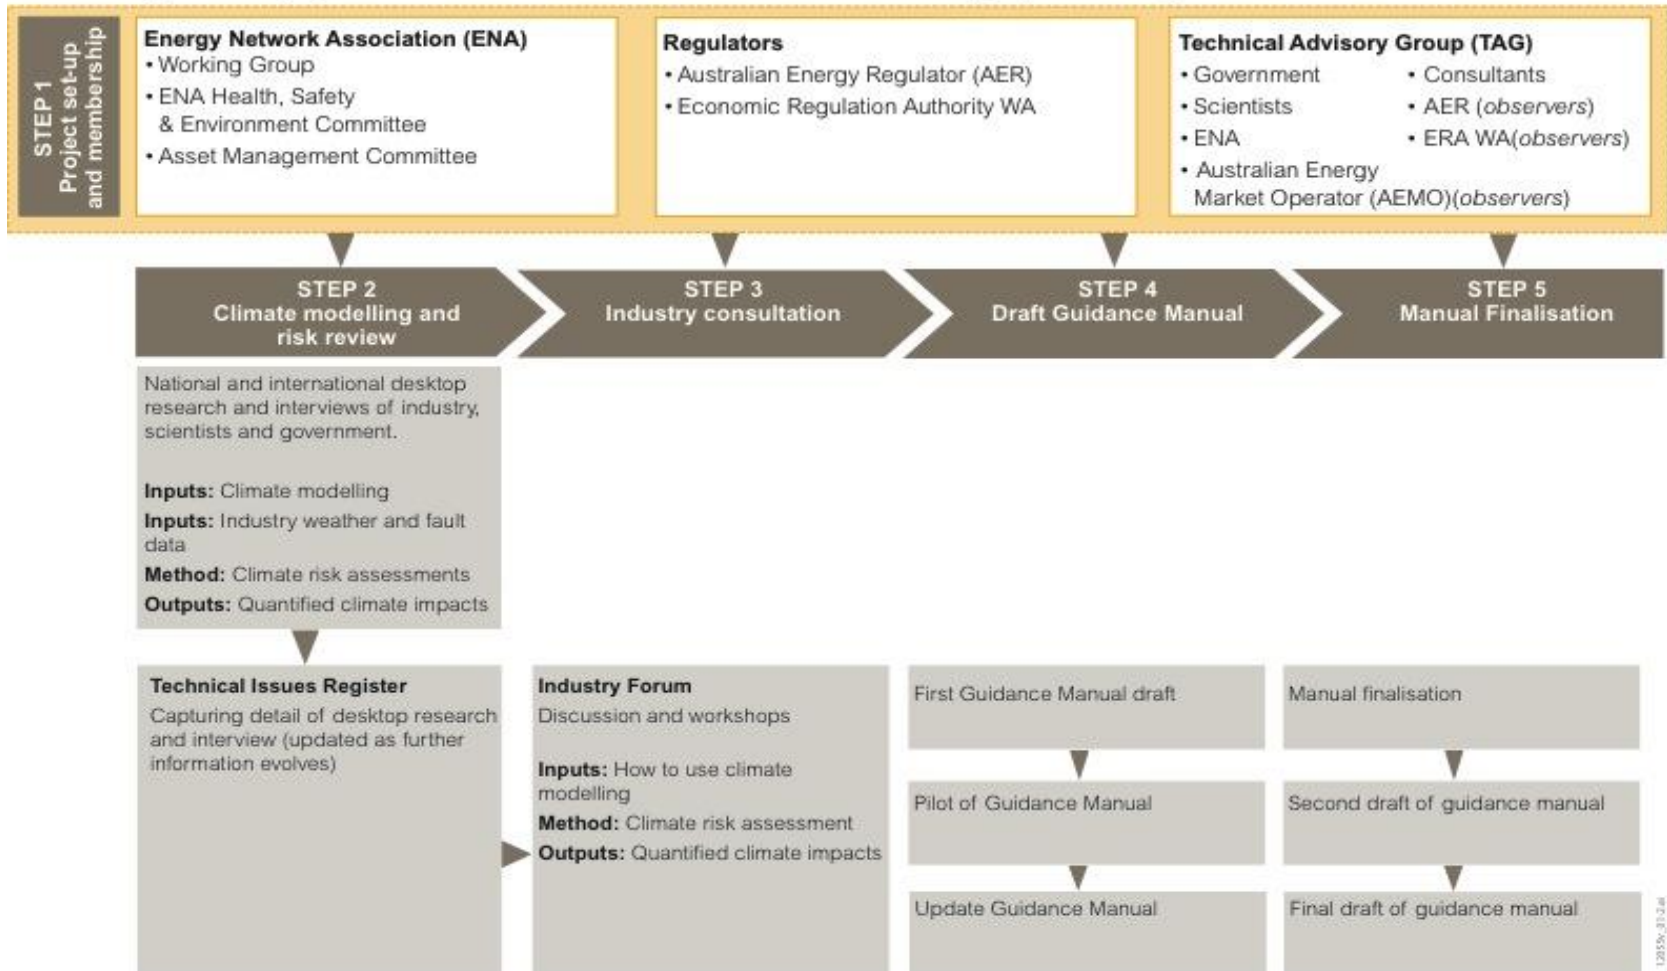 STEP 1
Project set-up
and membership
Energy Network Association (ENA)
• Working Group
• ENA Health, Safety
& Environment Committee
• Asset Management Committee
Regulators
• Australian Energy Regulator (AER)
• Economic Regulation Authority WA
Technical Advisory Group (TAG)
• Government
• Scientists
• ENA
• Australian Energy
Market Operator (AEMO)(observers)
• Consultants
• AER (observers)
• ERA WA(observers)
STEP 2
Climate modelling and
risk review
STEP 3
Industry consultation
STEP 4
Draft Guidance Manual
STEP 5
Manual Finalisation
National and international desktop
research and interviews of industry,
scientists and government.
Inputs: Climate modelling
Inputs: Industry weather and fault
data
Method: Climate risk assessments
Outputs: Quantified climate impacts
Technical Issues Register
Capturing detail of desktop research
and interview (updated as further
information evolves)
Industry Forum
Discussion and workshops
Inputs: How to use climate
modelling
Method: Climate risk assessment
Outputs: Quantified climate impacts
First Guidance Manual draft
Pilot of Guidance Manual
Update Guidance Manual
Manual finalisation
Second draft of guidance manual
Final draft of guidance manual